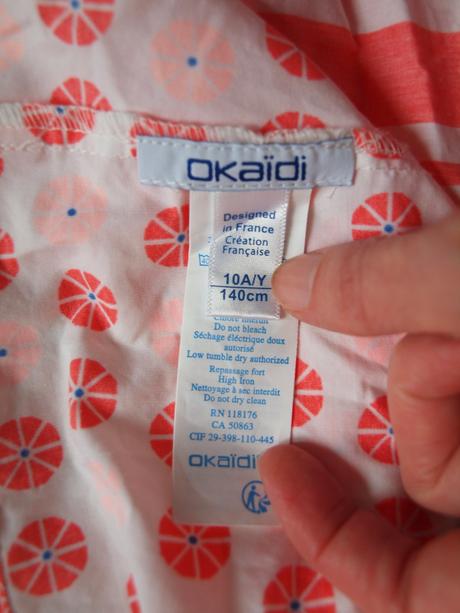 OKAÏDI
Designed
in France
Création
Française
10A/Y
140cm
Chlore interdit
Do not bleach
Séchage électrique doux
autorisé
Low tumble dry authorized
Repassage fort
High Iron
Nettoyage à sec interdit
Do not dry clean
RN 118176
CA 50863
CIF 29-398-110-445
OKAÏDI